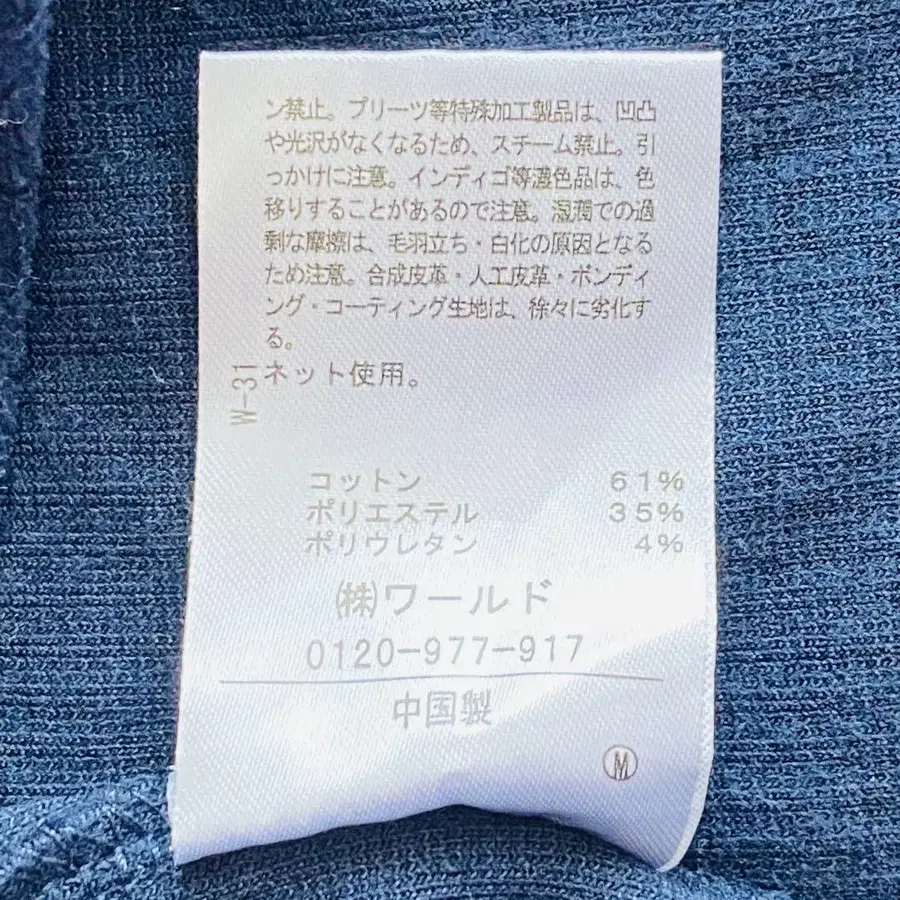 ン禁止。プリーツ等特殊加工製品は、凹凸
や光沢がなくなるため、スチーム禁止。引
っかけに注意。インディゴ等濃色品は、色
移りすることがあるので注意。湿潤での過
剰な摩擦は、毛羽立ち・白化の原因となる
ため注意。合成皮革・人工皮革・ボンディ
ング・コーティング生地は、徐々に劣化す
る。
ネット使用。
W-31
コットン 61%
ポリエステル 35%
ポリウレタン 4%
㈱ワールド
0120-977-917
中国製
Ⓜ